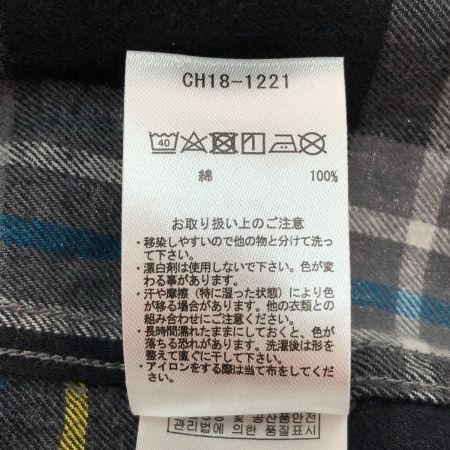 CH18-1221
40
綿 100%
お取り扱い上のご注意
・移染しやすいので他の物と分けて洗っ
て下さい。
・漂白剤は使用しないで下さい。色が変
わる事があります。
・汗や摩擦（特に湿った状態）により色
が移る場合があります。他の衣類との
組み合わせにご注意ください。
・長時間濡れたままにしておくと、色が
落ちる恐れがあります。洗濯後は形を
整えて直ぐに干して下さい。
・アイロンをする際は当て布をしてくだ
さい。
및 공산품안전
관리법에 의한 품질표시